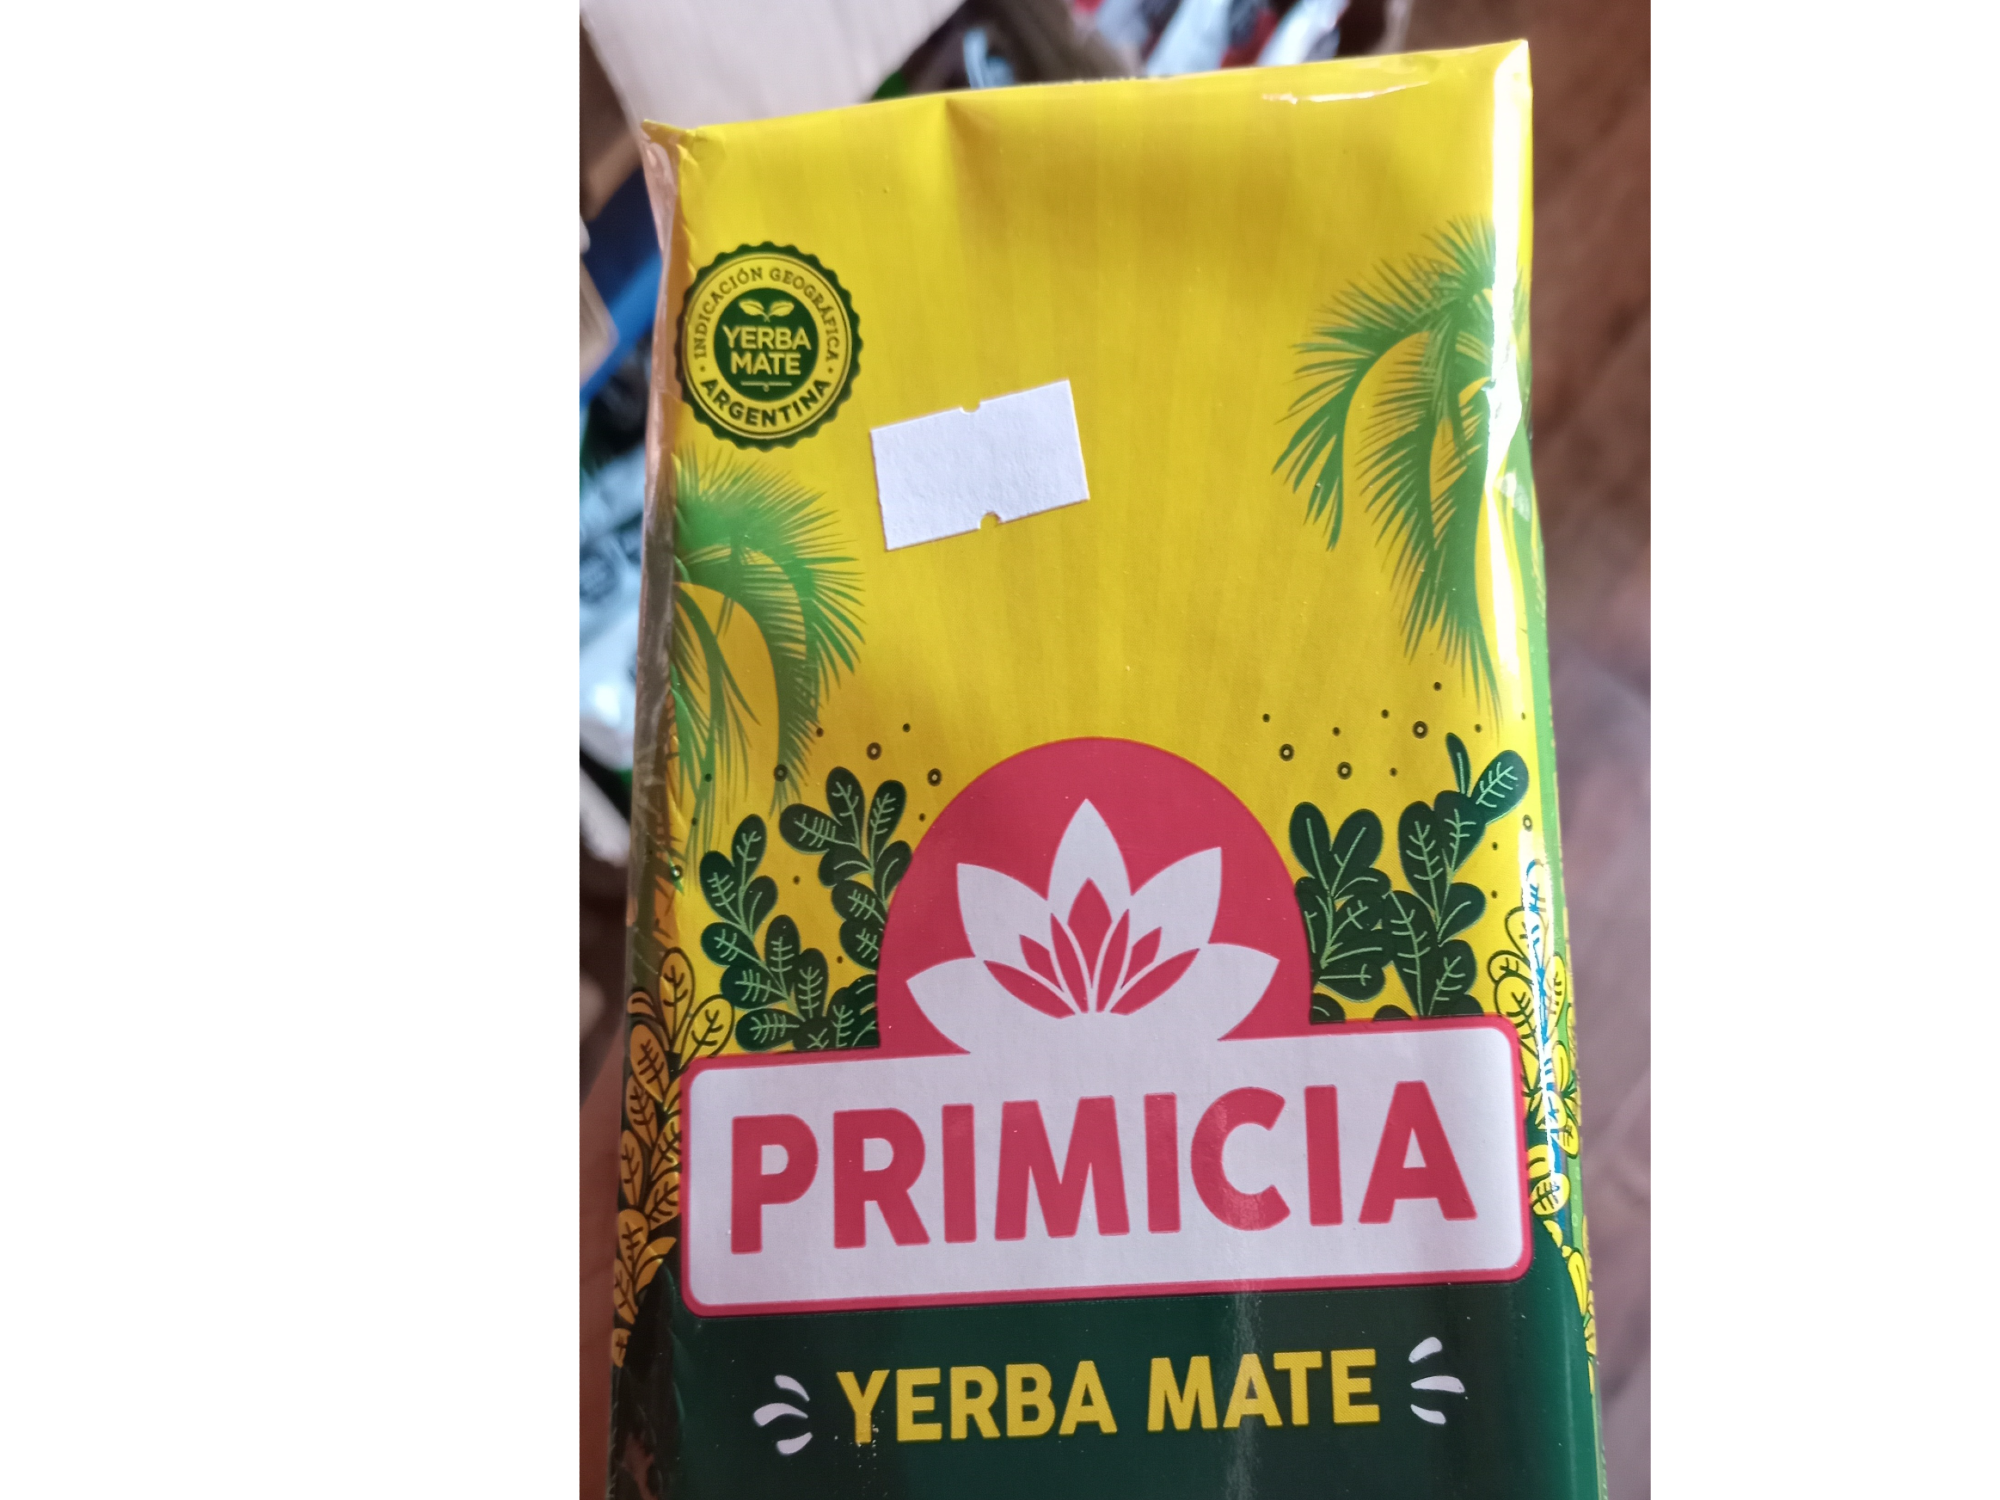 INDICACIÓN GEOGRÁFICA
YERBA
MATE
ARGENTINA
PRIMICIA
YERBA MATE